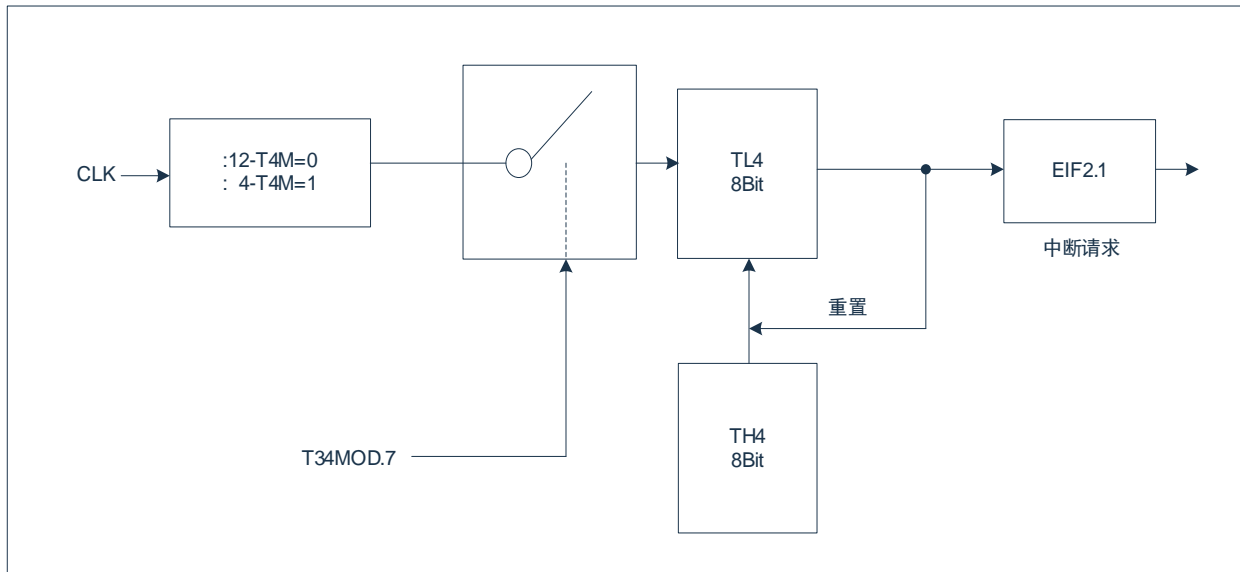 CLK
:12-T4M=0
: 4-T4M=1
TL4
8Bit
EIF2.1
中断请求
重置
TH4
8Bit
T34MOD.7